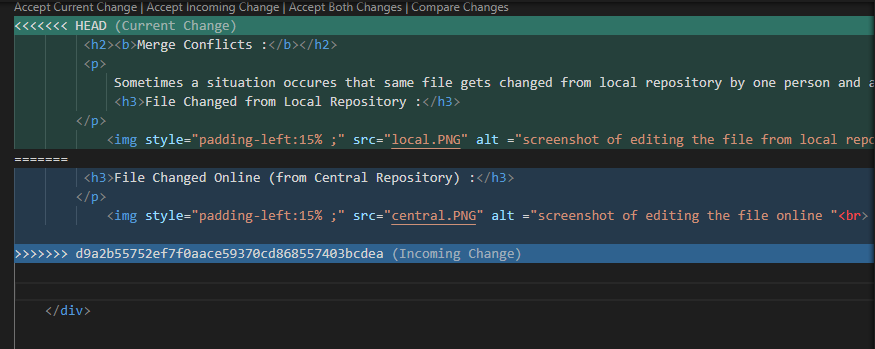 Accept Current Change | Accept Incoming Change | Accept Both Changes | Compare Changes
<<<<<<< HEAD (Current Change)
<h2><b>Merge Conflicts :</b></h2>
<p>
Sometimes a situation occures that same file gets changed from local repository by one person and a
<h3>File Changed from Local Repository :</h3>
</p>
<img style="padding-left:15% ;" src="local.PNG" alt ="screenshot of editing the file from local repo
=======
<h3>File Changed Online (from Central Repository) :</h3>
</p>
<img style="padding-left:15% ;" src="central.PNG" alt ="screenshot of editing the file online "<br>
>>>>>>> d9a2b55752ef7f0aace59370cd868557403bcdea (Incoming Change)
</div>